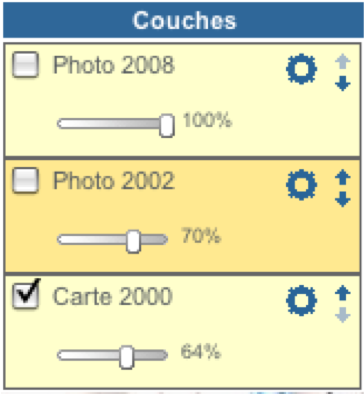 Couches
Photo 2008
100%
Photo 2002
70%
Carte 2000
64%